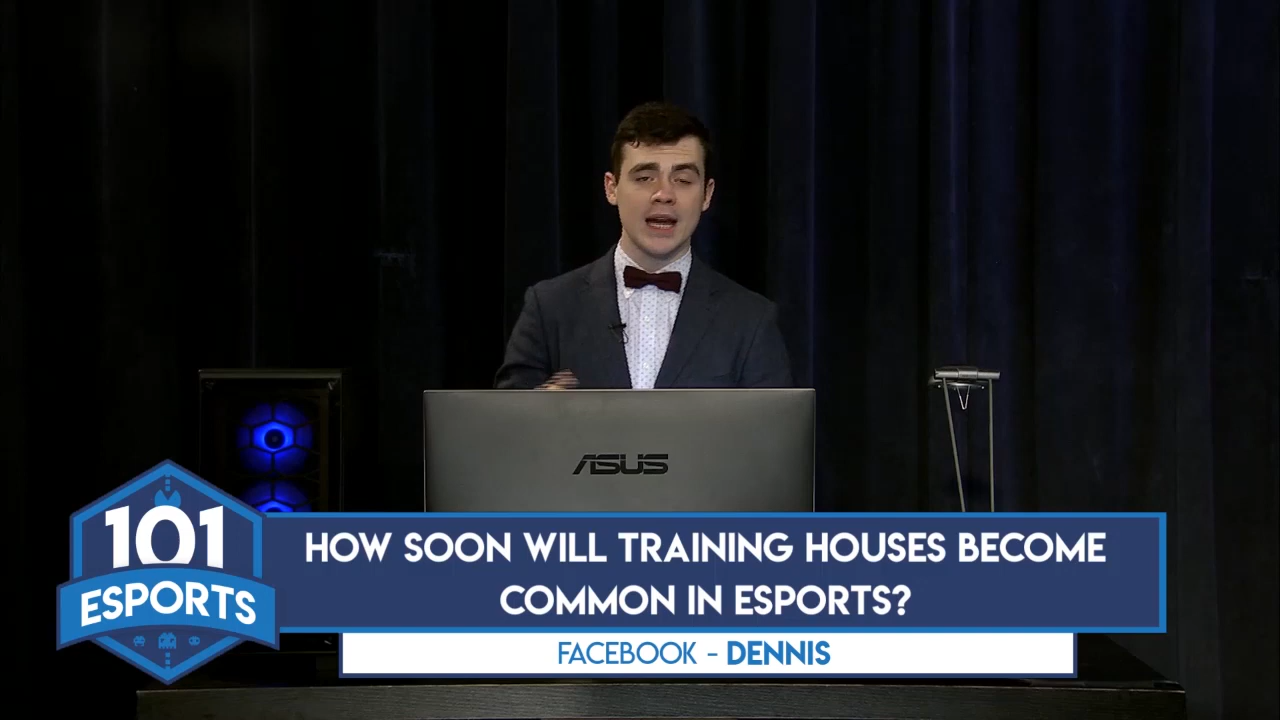 ASUS
101
ESPORTS
HOW SOON WILL TRAINING HOUSES BECOME
COMMON IN ESPORTS?
FACEBOOK - DENNIS